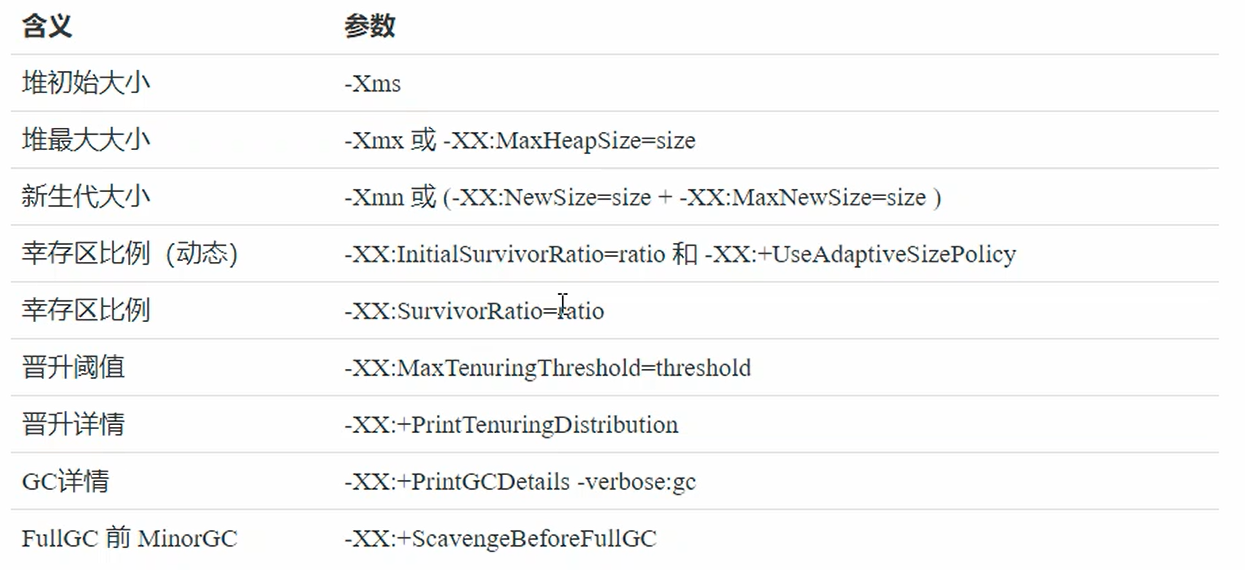 含义 参数
堆初始大小 -Xms
堆最大大小 -Xmx 或 -XX:MaxHeapSize=size
新生代大小 -Xmn 或 (-XX:NewSize=size + -XX:MaxNewSize=size )
幸存区比例（动态） -XX:InitialSurvivorRatio=ratio 和 -XX:+UseAdaptiveSizePolicy
幸存区比例 -XX:SurvivorRatio=ratio
晋升阈值 -XX:MaxTenuringThreshold=threshold
晋升详情 -XX:+PrintTenuringDistribution
GC详情 -XX:+PrintGCDetails -verbose:gc
FullGC 前 MinorGC -XX:+ScavengeBeforeFullGC